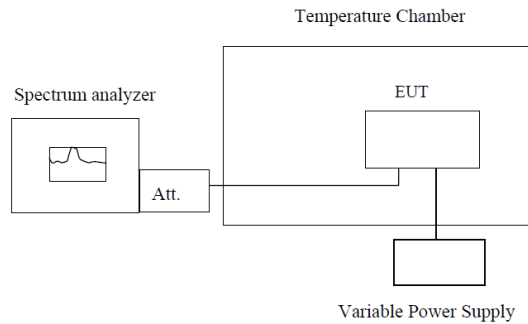 Temperature Chamber
Spectrum analyzer
EUT
Att.
Variable Power Supply